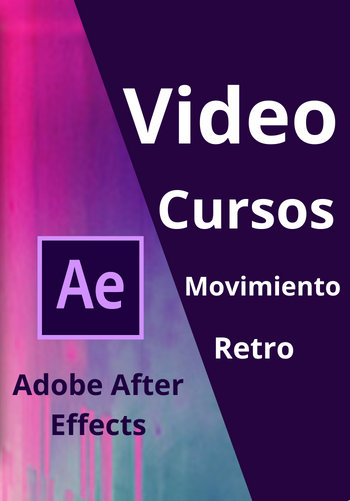 Video
Cursos
Movimiento
Retro
Ae
Adobe After
Effects